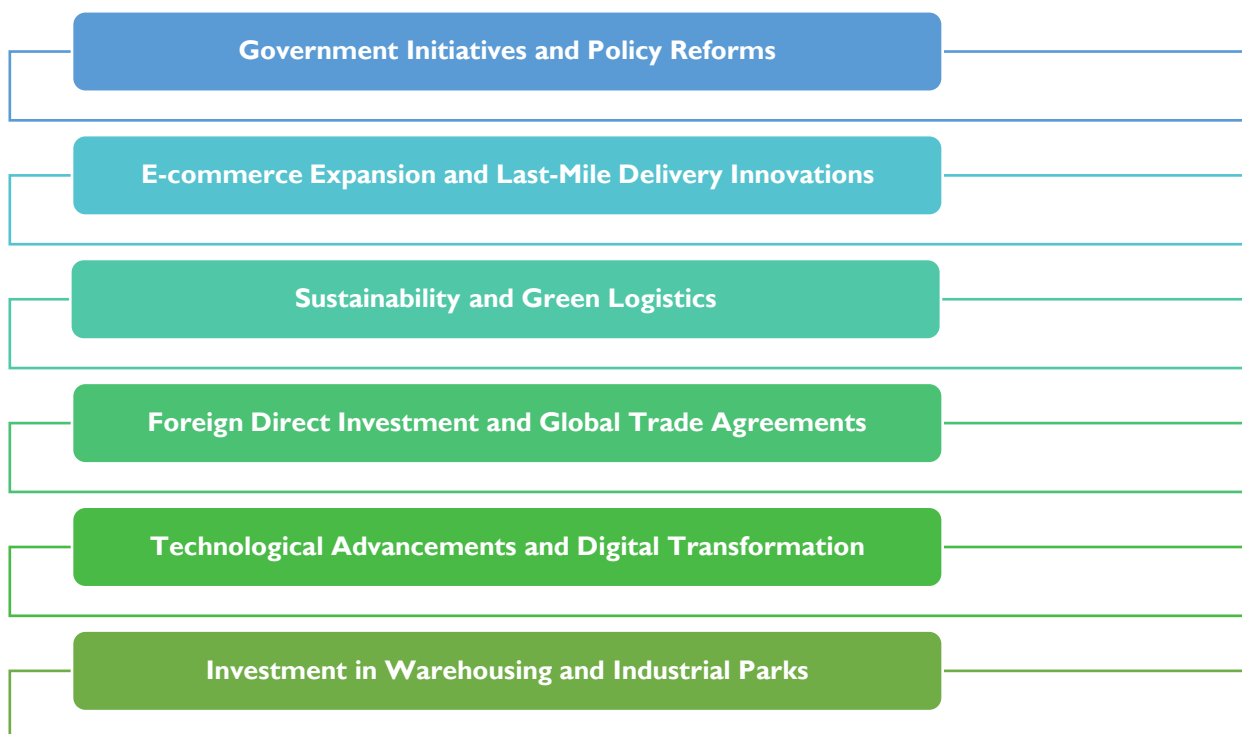 Government Initiatives and Policy Reforms
E-commerce Expansion and Last-Mile Delivery Innovations
Sustainability and Green Logistics
Foreign Direct Investment and Global Trade Agreements
Technological Advancements and Digital Transformation
Investment in Warehousing and Industrial Parks